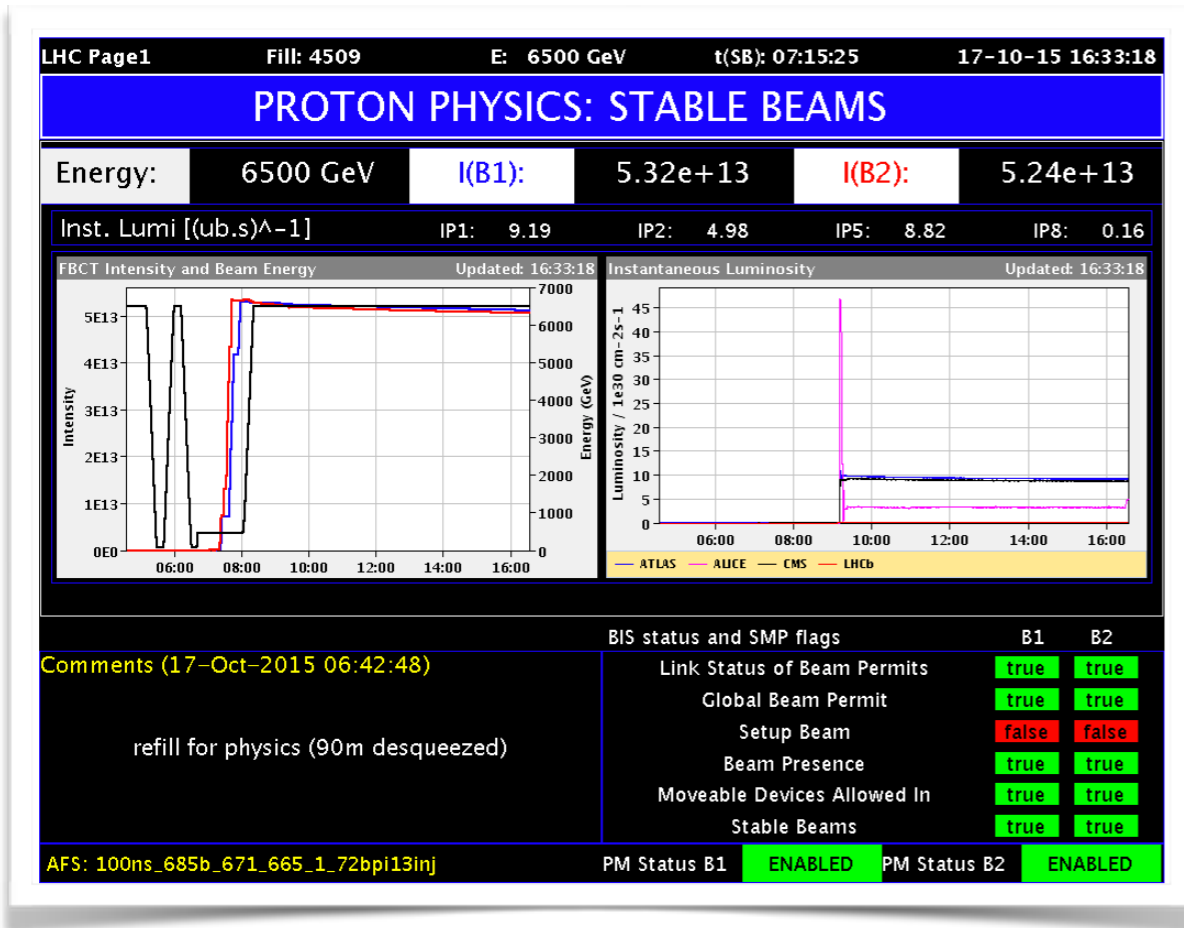 LHC Page1 Fill: 4509 E: 6500 GeV t(SB): 07:15:25 17-10-15 16:33:18
PROTON PHYSICS: STABLE BEAMS
Energy: 6500 GeV I(B1): 5.32e+13 I(B2): 5.24e+13
Inst. Lumi [(ub.s)^-1] IP1: 9.19 IP2: 4.98 IP5: 8.82 IP8: 0.16
FBCT Intensity and Beam Energy Updated: 16:33:18
Intensity
5E13
4E13
3E13
2E13
1E13
0E0
7000
6000
5000
4000
3000
2000
1000
0
Energy (GeV)
06:00 08:00 10:00 12:00 14:00 16:00
Instantaneous Luminosity Updated: 16:33:18
Luminosity / 1e30 cm-2s-1
45
40
35
30
25
20
15
10
5
0
06:00 08:00 10:00 12:00 14:00 16:00
ATLAS ALICE CMS LHCb
Comments (17-Oct-2015 06:42:48)
refill for physics (90m desqueezed)
BIS status and SMP flags B1 B2
Link Status of Beam Permits true true
Global Beam Permit true true
Setup Beam false false
Beam Presence true true
Moveable Devices Allowed In true true
Stable Beams true true
AFS: 100ns_685b_671_665_1_72bpi13inj PM Status B1 ENABLED PM Status B2 ENABLED